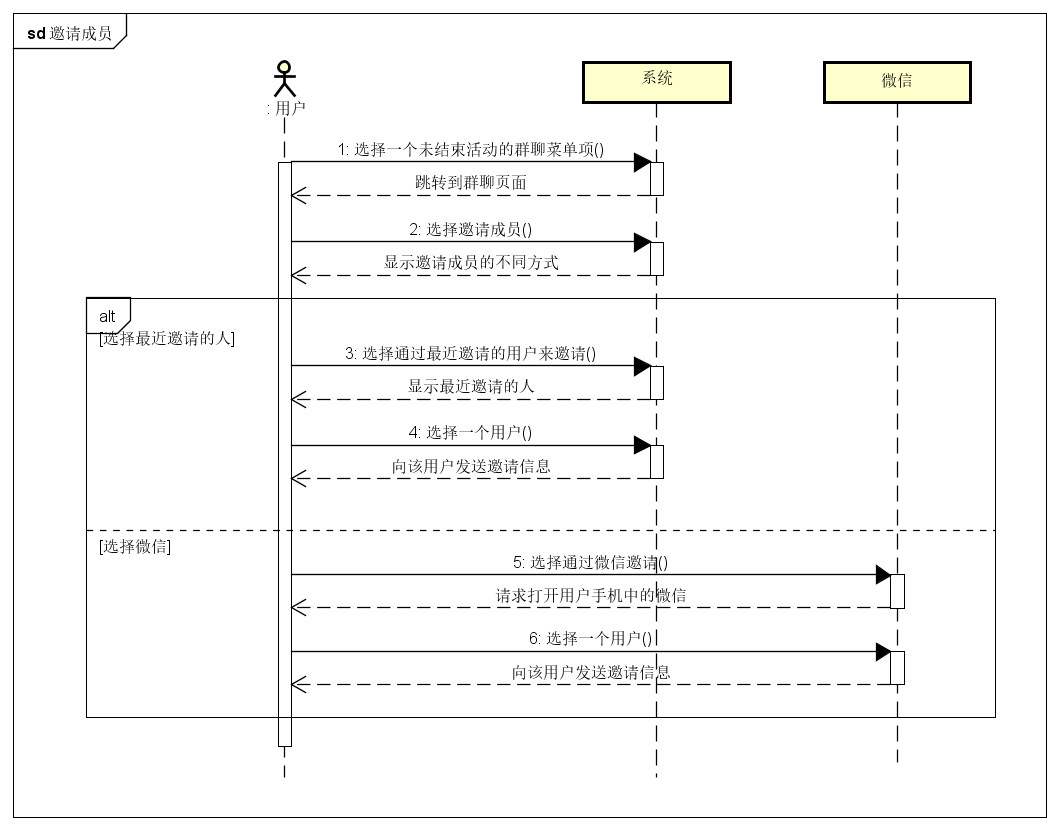 sd 邀请成员
: 用户
系统
微信
1: 选择一个未结束活动的群聊菜单项()
跳转到群聊页面
2: 选择邀请成员()
显示邀请成员的不同方式
alt
[选择最近邀请的人]
3: 选择通过最近邀请的用户来邀请()
显示最近邀请的人
4: 选择一个用户()
向该用户发送邀请信息
[选择微信]
5: 选择通过微信邀请()
请求打开用户手机中的微信
6: 选择一个用户()
向该用户发送邀请信息